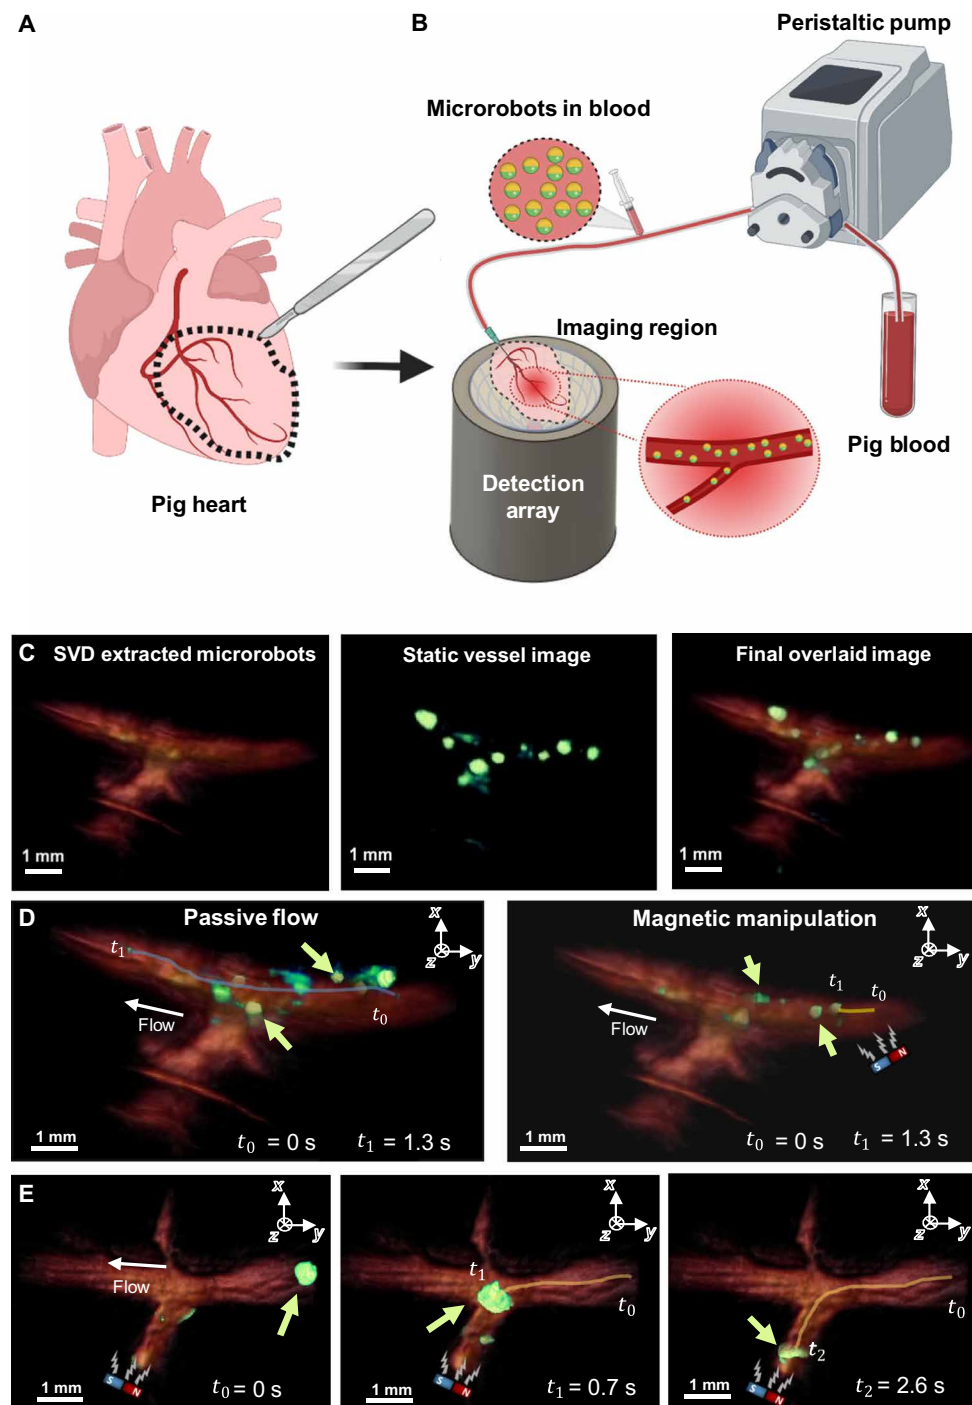 A
B
Peristaltic pump
Microrobots in blood
Imaging region
Pig blood
Detection
array
Pig heart
C
SVD extracted microrobots
Static vessel image
Final overlaid image
1 mm
1 mm
1 mm
D
Passive flow
x
z
y
t₁
t₀
Flow
1 mm
t₀ = 0 s
t₁ = 1.3 s
Magnetic manipulation
x
z
y
t₁
t₀
Flow
S N
1 mm
t₀ = 0 s
t₁ = 1.3 s
E
x
z
y
Flow
S N
1 mm
t₀ = 0 s
x
z
y
t₁
t₀
S N
1 mm
t₁ = 0.7 s
x
z
y
t₀
t₂
S N
1 mm
t₂ = 2.6 s